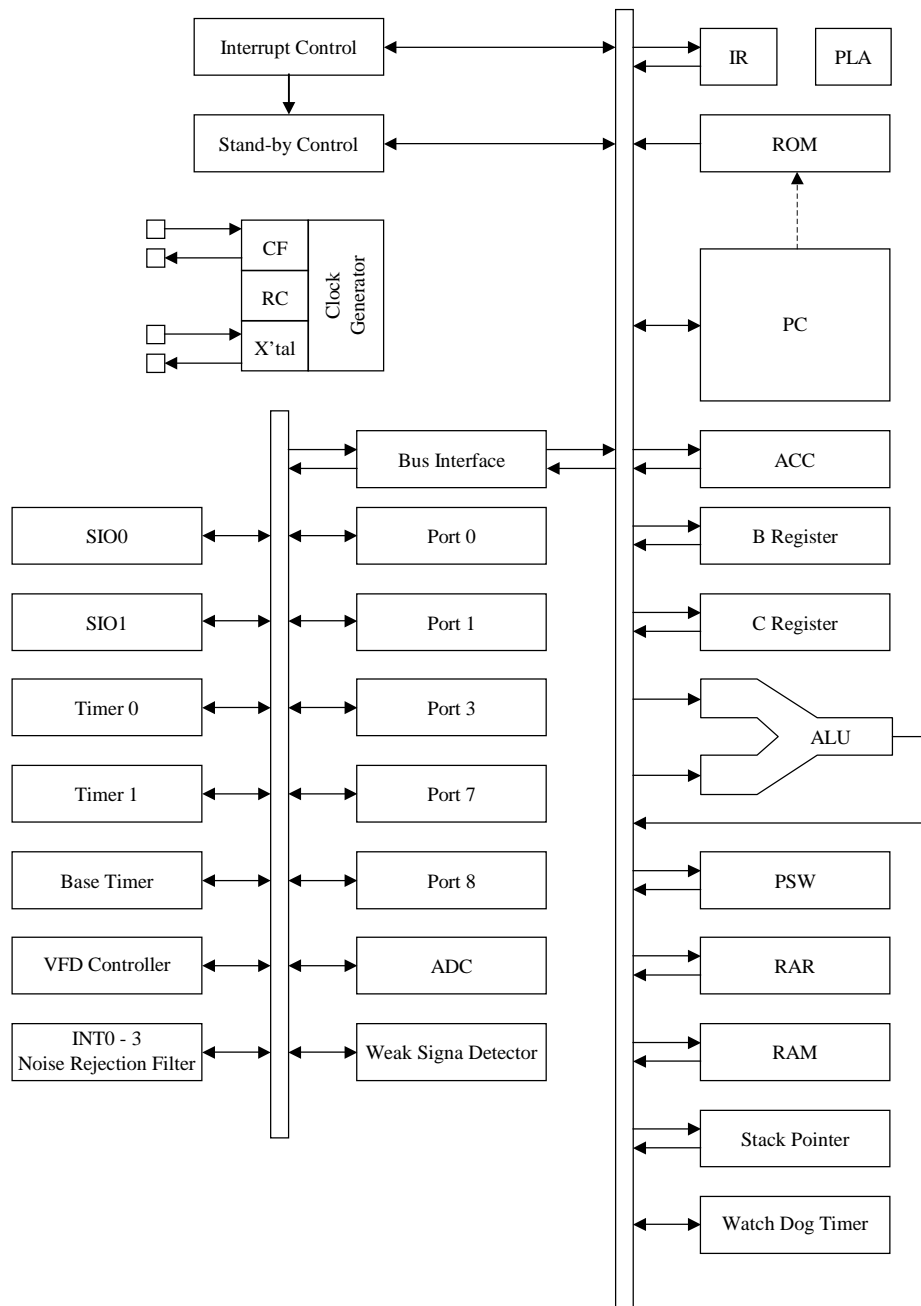 Interrupt Control
IR
PLA
Stand-by Control
ROM
CF
RC
X'tal
Clock
Generator
PC
Bus Interface
ACC
SIO0
Port 0
B Register
SIO1
Port 1
C Register
Timer 0
Port 3
ALU
Timer 1
Port 7
Base Timer
Port 8
PSW
VFD Controller
ADC
RAR
INT0 - 3
Noise Rejection Filter
Weak Signa Detector
RAM
Stack Pointer
Watch Dog Timer